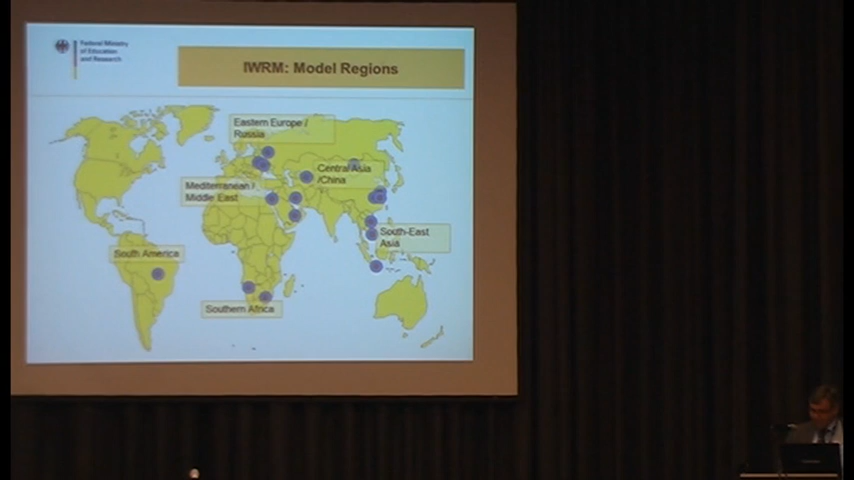 Federal Ministry
of Education
and Research
IWRM: Model Regions
Eastern Europe /
Russia
Central Asia
/China
Mediterranean /
Middle East
South-East
Asia
South America
Southern Africa